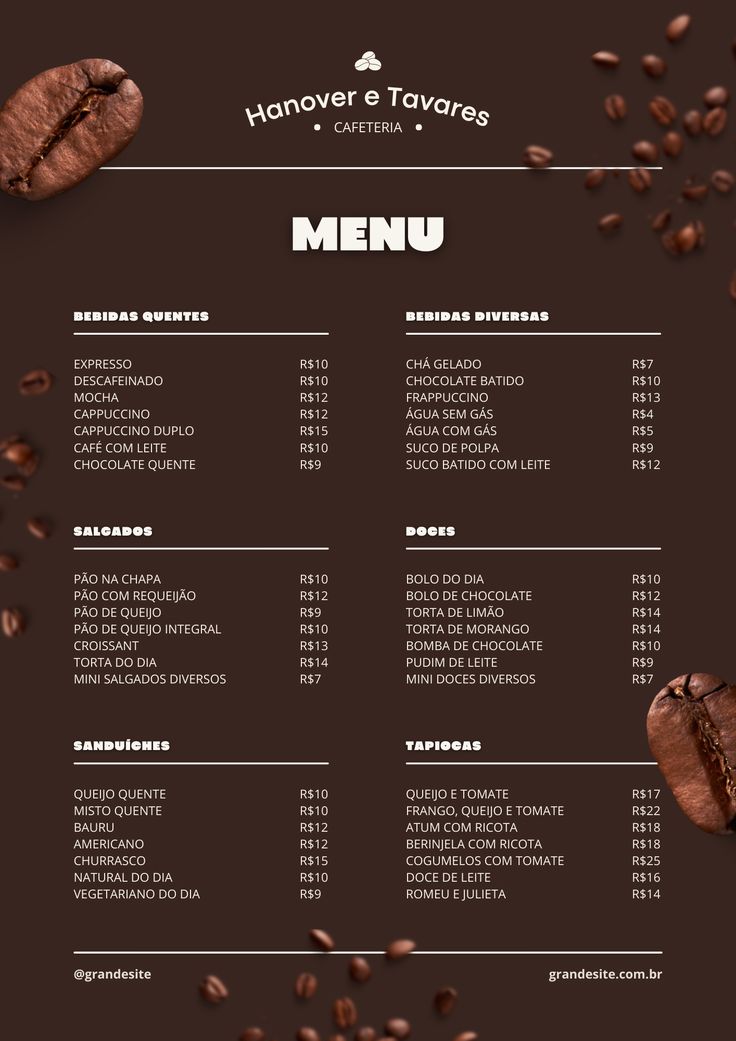 Hanover e Tavares
• CAFETERIA •
MENU
BEBIDAS QUENTES
EXPRESSO R$10
DESCAFEINADO R$10
MOCHA R$12
CAPPUCCINO R$12
CAPPUCCINO DUPLO R$15
CAFÉ COM LEITE R$10
CHOCOLATE QUENTE R$9
BEBIDAS DIVERSAS
CHÁ GELADO R$7
CHOCOLATE BATIDO R$10
FRAPPUCCINO R$13
ÁGUA SEM GÁS R$4
ÁGUA COM GÁS R$5
SUCO DE POLPA R$9
SUCO BATIDO COM LEITE R$12
SALGADOS
PÃO NA CHAPA R$10
PÃO COM REQUEIJÃO R$12
PÃO DE QUEIJO R$9
PÃO DE QUEIJO INTEGRAL R$10
CROISSANT R$13
TORTA DO DIA R$14
MINI SALGADOS DIVERSOS R$7
DOCES
BOLO DO DIA R$10
BOLO DE CHOCOLATE R$12
TORTA DE LIMÃO R$14
TORTA DE MORANGO R$14
BOMBA DE CHOCOLATE R$10
PUDIM DE LEITE R$9
MINI DOCES DIVERSOS R$7
SANDUÍCHES
QUEIJO QUENTE R$10
MISTO QUENTE R$10
BAURU R$12
AMERICANO R$12
CHURRASCO R$15
NATURAL DO DIA R$10
VEGETARIANO DO DIA R$9
TAPIOCAS
QUEIJO E TOMATE R$17
FRANGO, QUEIJO E TOMATE R$22
ATUM COM RICOTA R$18
BERINJELA COM RICOTA R$18
COGUMELOS COM TOMATE R$25
DOCE DE LEITE R$16
ROMEU E JULIETA R$14
@grandesite
grandesite.com.br